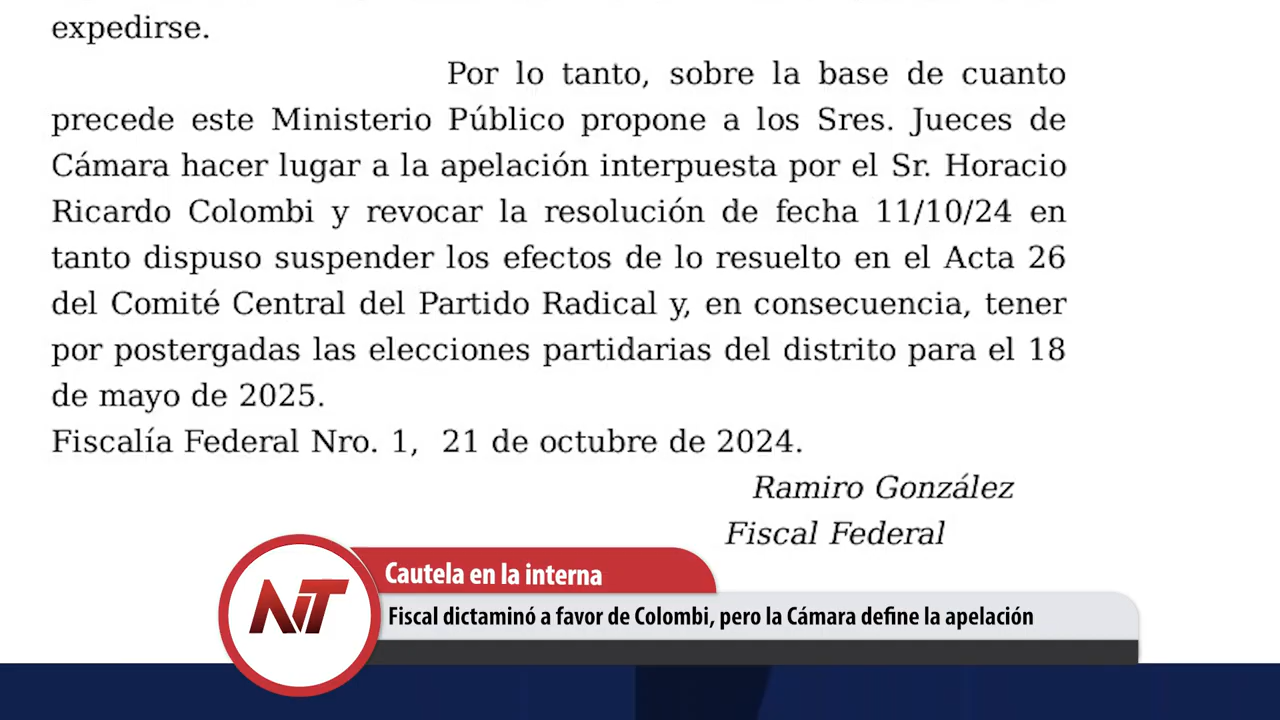 expedirse.
Por lo tanto, sobre la base de cuanto
precede este Ministerio Público propone a los Sres. Jueces de
Cámara hacer lugar a la apelación interpuesta por el Sr. Horacio
Ricardo Colombi y revocar la resolución de fecha 11/10/24 en
tanto dispuso suspender los efectos de lo resuelto en el Acta 26
del Comité Central del Partido Radical y, en consecuencia, tener
por postergadas las elecciones partidarias del distrito para el 18
de mayo de 2025.
Fiscalía Federal Nro. 1, 21 de octubre de 2024.
Ramiro González
Fiscal Federal
NT
Cautela en la interna
Fiscal dictaminó a favor de Colombi, pero la Cámara define la apelación